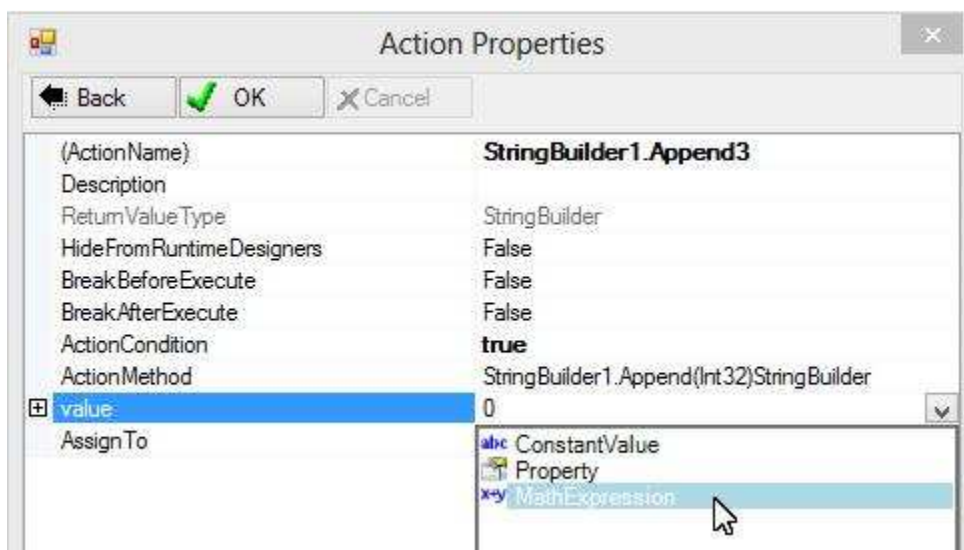 Action Properties
Back OK Cancel
(ActionName) StringBuilder1.Append3
Description
ReturnValueType StringBuilder
HideFromRuntimeDesigners False
BreakBeforeExecute False
BreakAfterExecute False
ActionCondition true
ActionMethod StringBuilder1.Append(Int32)StringBuilder
value 0
AssignTo
abc ConstantValue
Property
x+y MathExpression